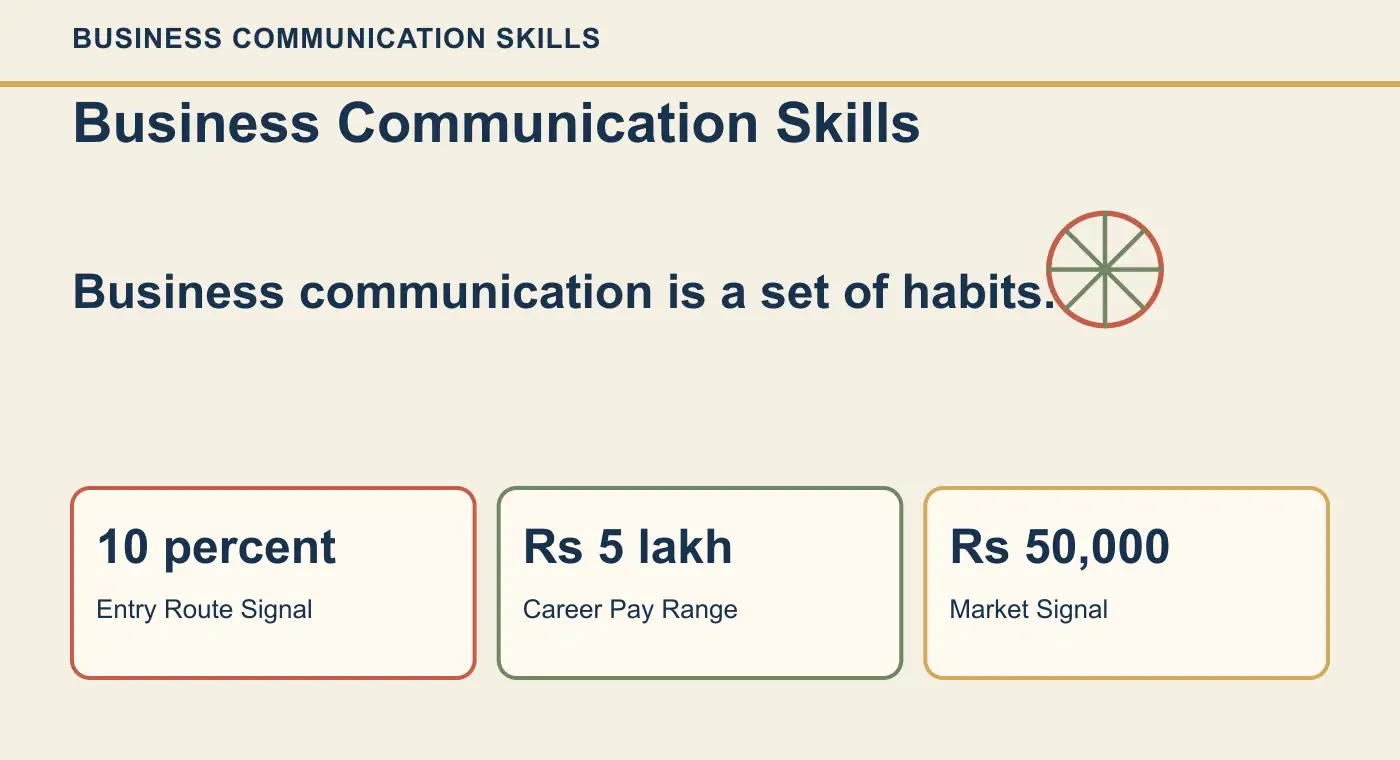 BUSINESS COMMUNICATION SKILLS
Business Communication Skills
Business communication is a set of habits.
10 percent
Entry Route Signal
Rs 5 lakh
Career Pay Range
Rs 50,000
Market Signal